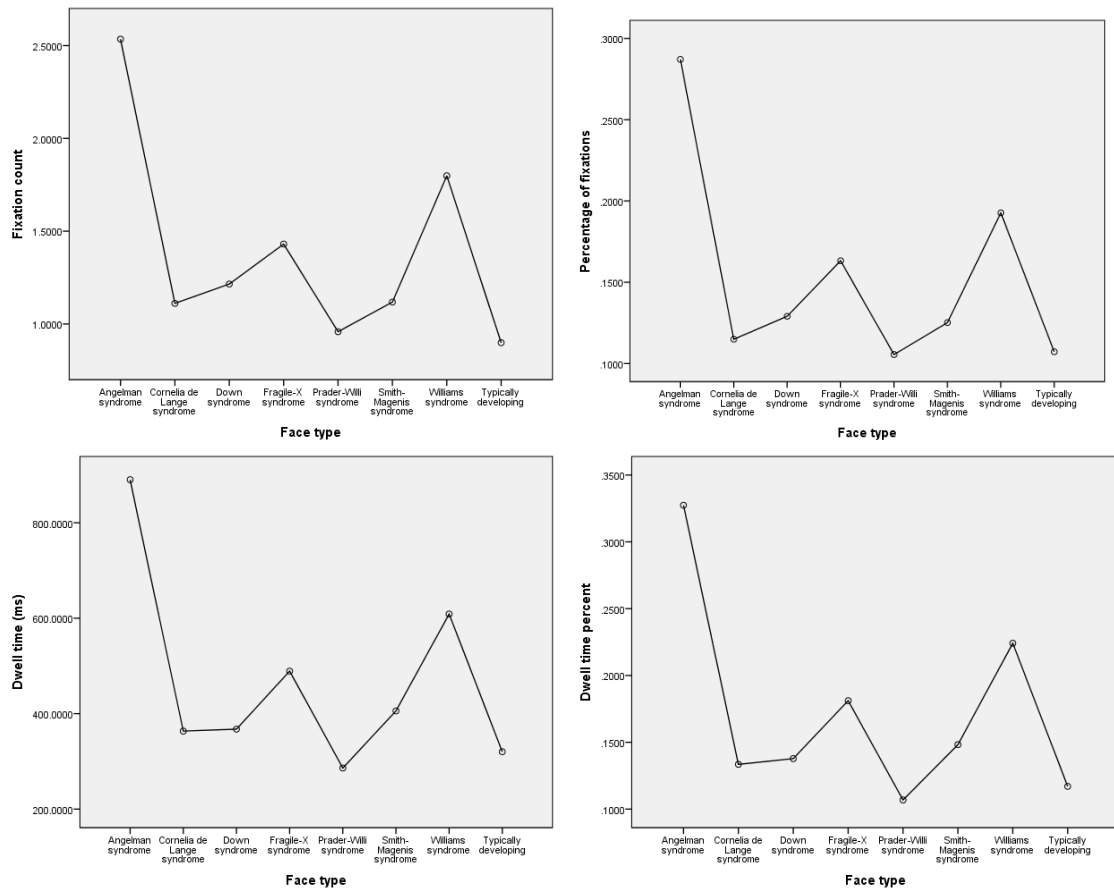 Fixation count
2.5000
2.0000
1.5000
1.0000
Angelman
syndrome
Cornelia de
Lange
syndrome
Down
syndrome
Fragile-X
syndrome
Prader-Willi
syndrome
Smith-
Magenis
syndrome
Williams
syndrome
Typically
developing
Face type
Percentage of fixations
.3000
.2500
.2000
.1500
.1000
Angelman
syndrome
Cornelia de
Lange
syndrome
Down
syndrome
Fragile-X
syndrome
Prader-Willi
syndrome
Smith-
Magenis
syndrome
Williams
syndrome
Typically
developing
Face type
Dwell time (ms)
800.0000
600.0000
400.0000
200.0000
Angelman
syndrome
Cornelia de
Lange
syndrome
Down
syndrome
Fragile-X
syndrome
Prader-Willi
syndrome
Smith-
Magenis
syndrome
Williams
syndrome
Typically
developing
Face type
Dwell time percent
.3500
.3000
.2500
.2000
.1500
.1000
Angelman
syndrome
Cornelia de
Lange
syndrome
Down
syndrome
Fragile-X
syndrome
Prader-Willi
syndrome
Smith-
Magenis
syndrome
Williams
syndrome
Typically
developing
Face type